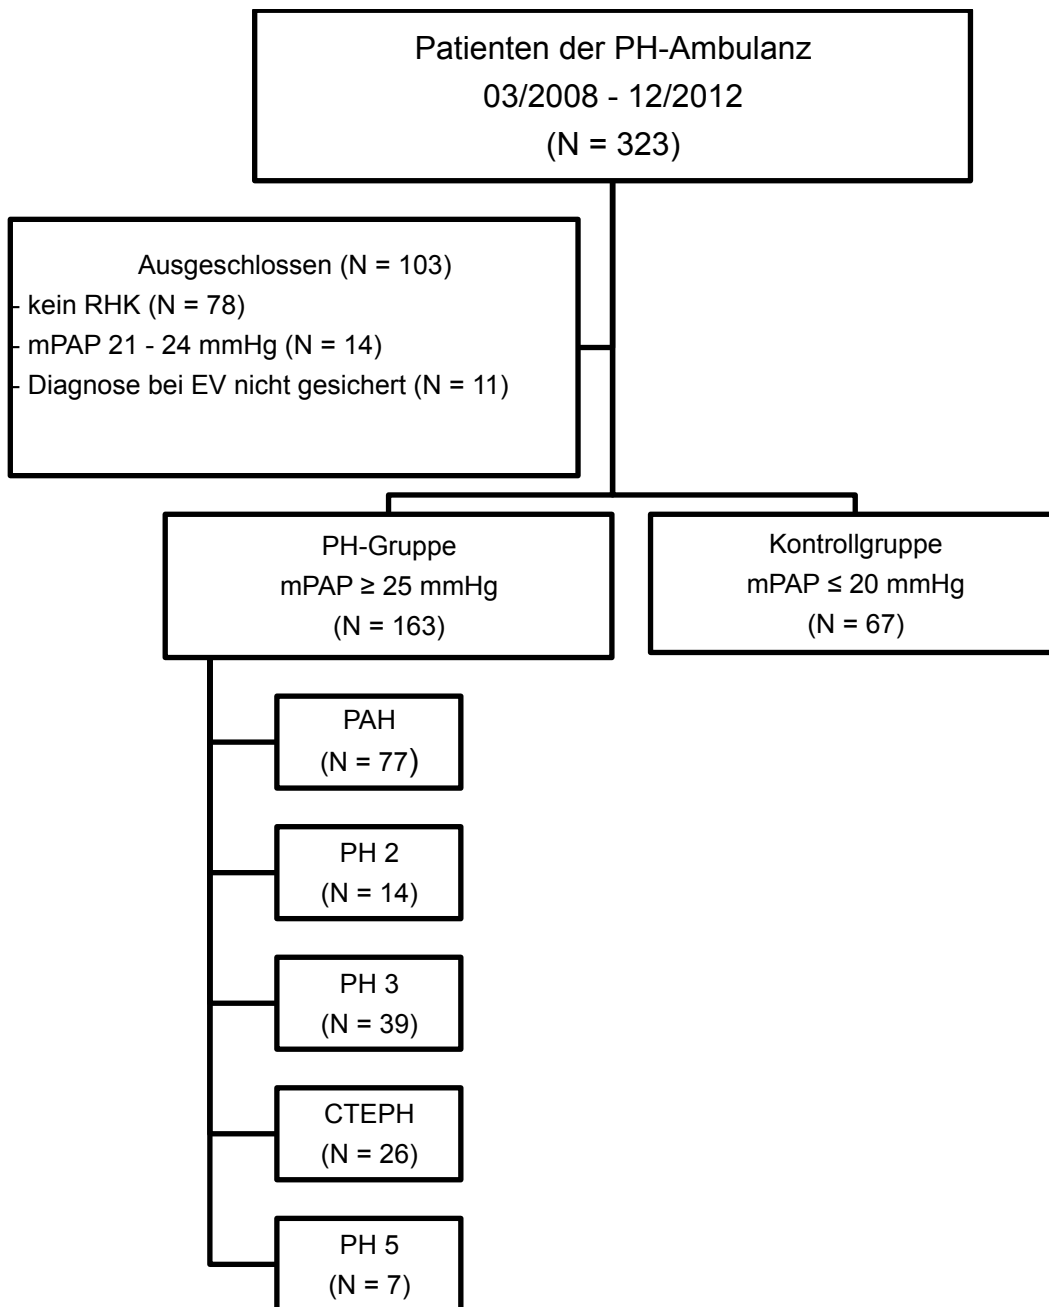 Patienten der PH-Ambulanz
03/2008 - 12/2012
(N = 323)
Ausgeschlossen (N = 103)
- kein RHK (N = 78)
- mPAP 21 - 24 mmHg (N = 14)
- Diagnose bei EV nicht gesichert (N = 11)
PH-Gruppe
mPAP ≥ 25 mmHg
(N = 163)
Kontrollgruppe
mPAP ≤ 20 mmHg
(N = 67)
PAH
(N = 77)
PH 2
(N = 14)
PH 3
(N = 39)
CTEPH
(N = 26)
PH 5
(N = 7)